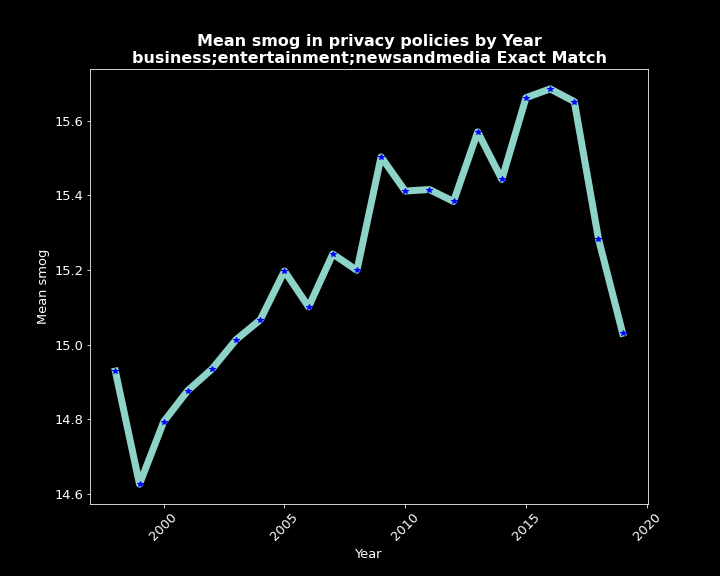 Mean smog in privacy policies by Year
business;entertainment;newsandmedia Exact Match
15.6
15.4
15.2
15.0
14.8
14.6
Mean smog
2000
2005
2010
2015
2020
Year